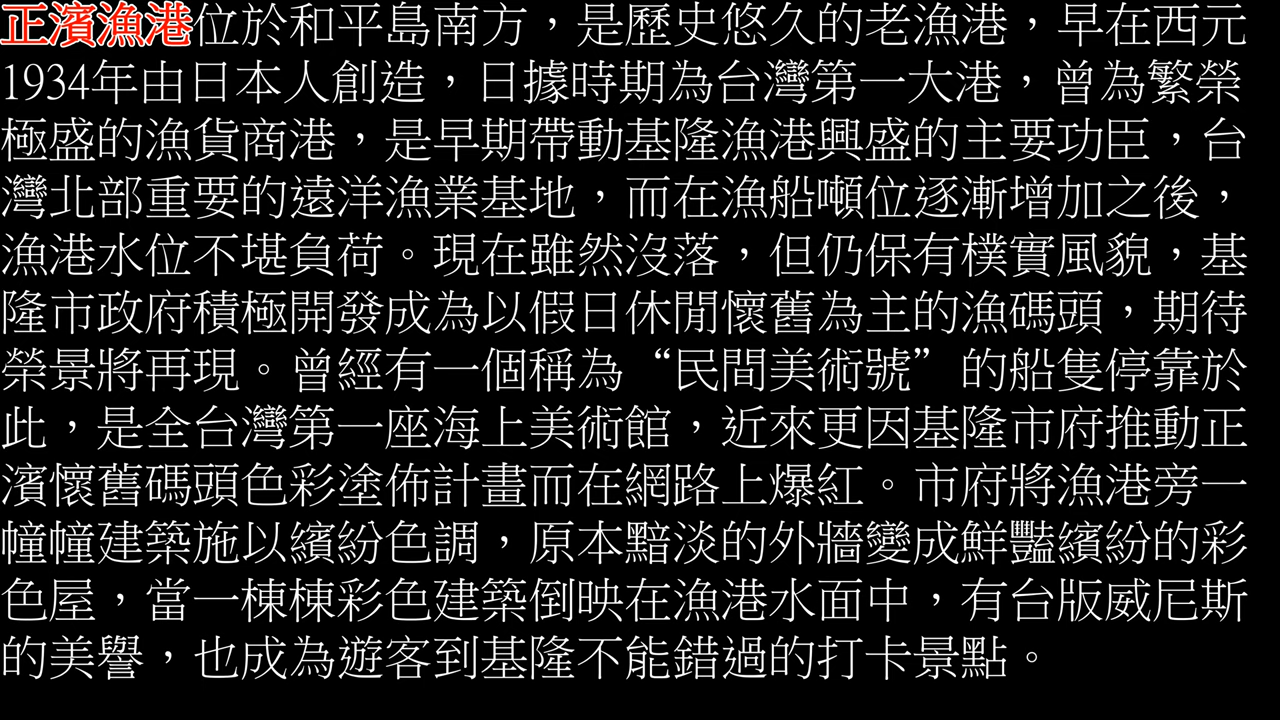 正濱漁港位於和平島南方，是歷史悠久的老漁港，早在西元
1934年由日本人創造，日據時期為台灣第一大港，曾為繁榮
極盛的漁貨商港，是早期帶動基隆漁港興盛的主要功臣，台
灣北部重要的遠洋漁業基地，而在漁船噸位逐漸增加之後，
漁港水位不堪負荷。現在雖然沒落，但仍保有樸實風貌，基
隆市政府積極開發成為以假日休閒懷舊為主的漁碼頭，期待
榮景將再現。曾經有一個稱為“民間美術號”的船隻停靠於
此，是全台灣第一座海上美術館，近來更因基隆市府推動正
濱懷舊碼頭色彩塗佈計畫而在網路上爆紅。市府將漁港旁一
幢幢建築施以繽紛色調，原本黯淡的外牆變成鮮豔繽紛的彩
色屋，當一棟棟彩色建築倒映在漁港水面中，有台版威尼斯
的美譽，也成為遊客到基隆不能錯過的打卡景點。